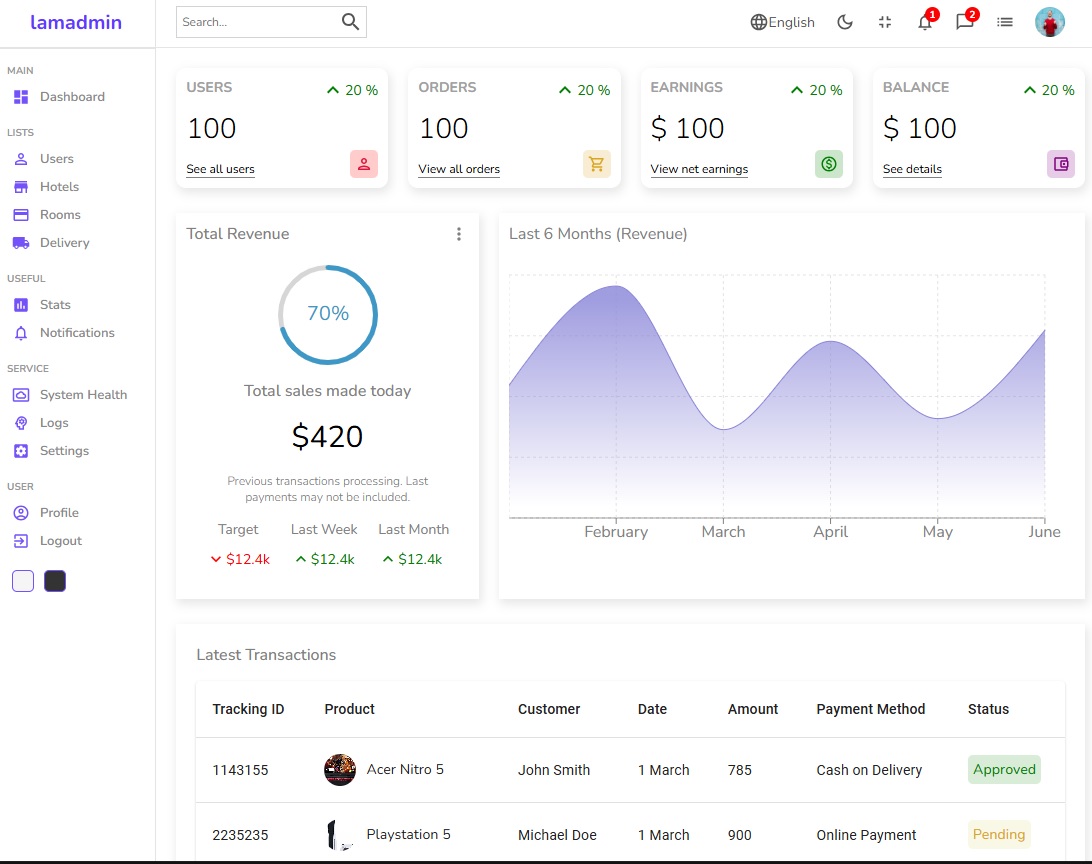 lamadmin
Search...
English
1
2
MAIN
Dashboard
LISTS
Users
Hotels
Rooms
Delivery
USEFUL
Stats
Notifications
SERVICE
System Health
Logs
Settings
USER
Profile
Logout
USERS
20 %
100
See all users
ORDERS
20 %
100
View all orders
EARNINGS
20 %
$ 100
View net earnings
BALANCE
20 %
$ 100
See details
Total Revenue
70%
Total sales made today
$420
Previous transactions processing. Last
payments may not be included.
Target Last Week Last Month
$12.4k $12.4k $12.4k
Last 6 Months (Revenue)
February March April May June
Latest Transactions
Tracking ID Product Customer Date Amount Payment Method Status
1143155 Acer Nitro 5 John Smith 1 March 785 Cash on Delivery Approved
2235235 Playstation 5 Michael Doe 1 March 900 Online Payment Pending